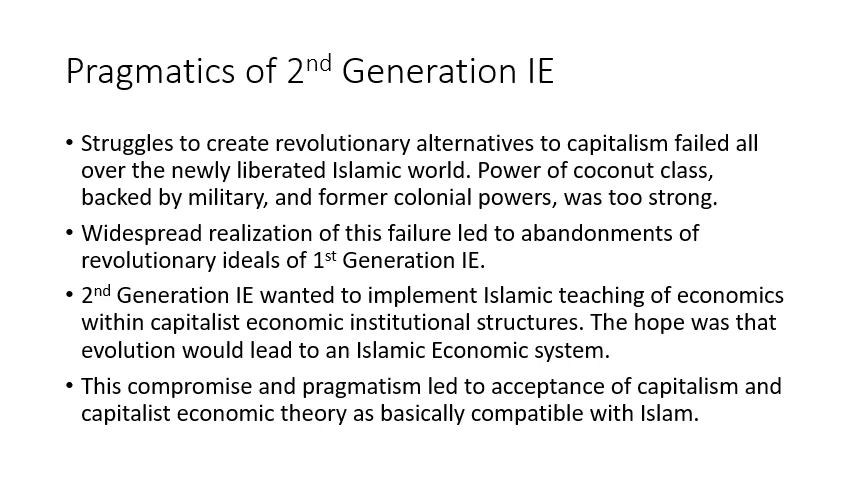 Pragmatics of 2nd Generation IE
• Struggles to create revolutionary alternatives to capitalism failed all
over the newly liberated Islamic world. Power of coconut class,
backed by military, and former colonial powers, was too strong.
• Widespread realization of this failure led to abandonments of
revolutionary ideals of 1st Generation IE.
• 2nd Generation IE wanted to implement Islamic teaching of economics
within capitalist economic institutional structures. The hope was that
evolution would lead to an Islamic Economic system.
• This compromise and pragmatism led to acceptance of capitalism and
capitalist economic theory as basically compatible with Islam.